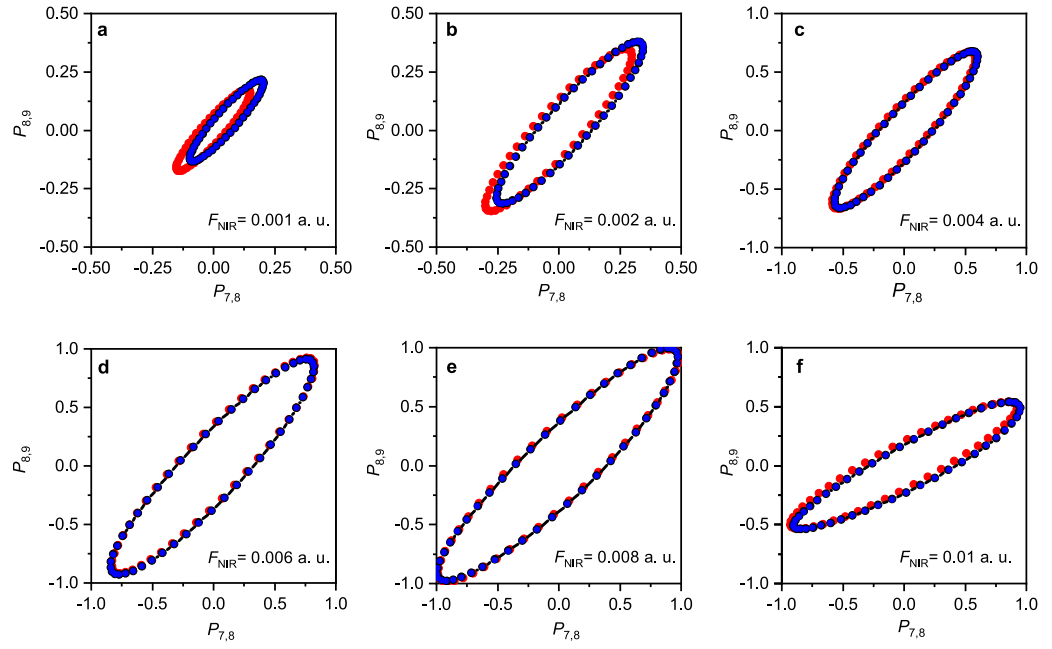 a
0.50
0.25
0.00
-0.25
-0.50
P8,9
FNIR= 0.001 a. u.
-0.50 -0.25 0.00 0.25 0.50
P7,8
b
0.50
0.25
0.00
-0.25
-0.50
P8,9
FNIR= 0.002 a. u.
-0.50 -0.25 0.00 0.25 0.50
P7,8
c
1.0
0.5
0.0
-0.5
-1.0
P8,9
FNIR= 0.004 a. u.
-1.0 -0.5 0.0 0.5 1.0
P7,8
d
1.0
0.5
0.0
-0.5
-1.0
P8,9
FNIR= 0.006 a. u.
-1.0 -0.5 0.0 0.5 1.0
P7,8
e
1.0
0.5
0.0
-0.5
-1.0
P8,9
FNIR= 0.008 a. u.
-1.0 -0.5 0.0 0.5 1.0
P7,8
f
1.0
0.5
0.0
-0.5
-1.0
P8,9
FNIR= 0.01 a. u.
-1.0 -0.5 0.0 0.5 1.0
P7,8